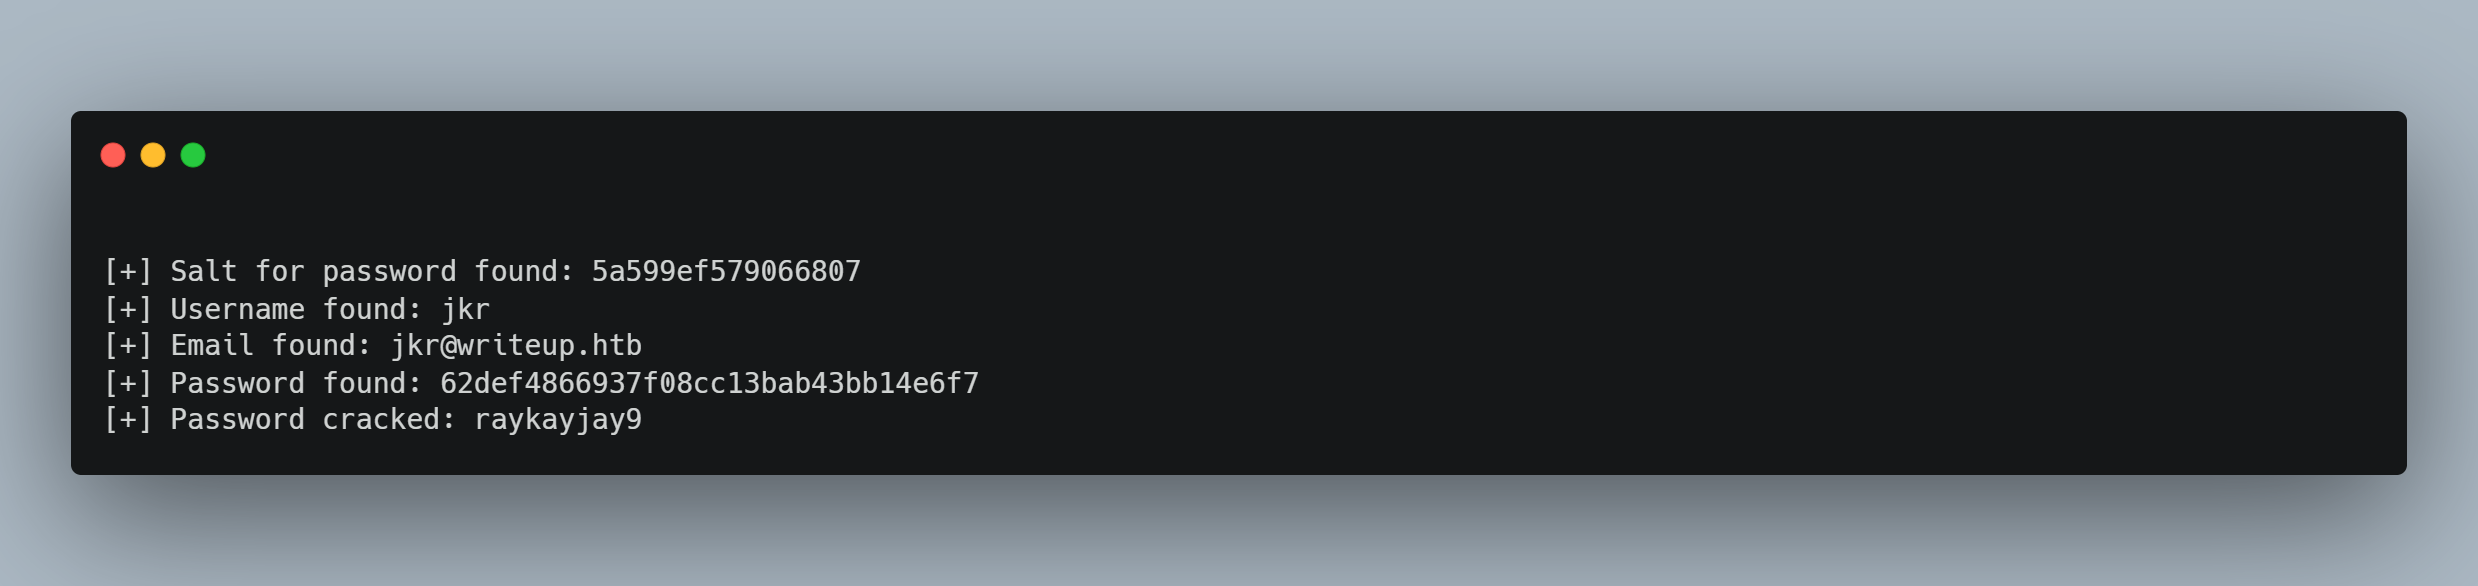 [+] Salt for password found: 5a599ef579066807
[+] Username found: jkr
[+] Email found: jkr@writeup.htb
[+] Password found: 62def4866937f08cc13bab43bb14e6f7
[+] Password cracked: raykayjay9